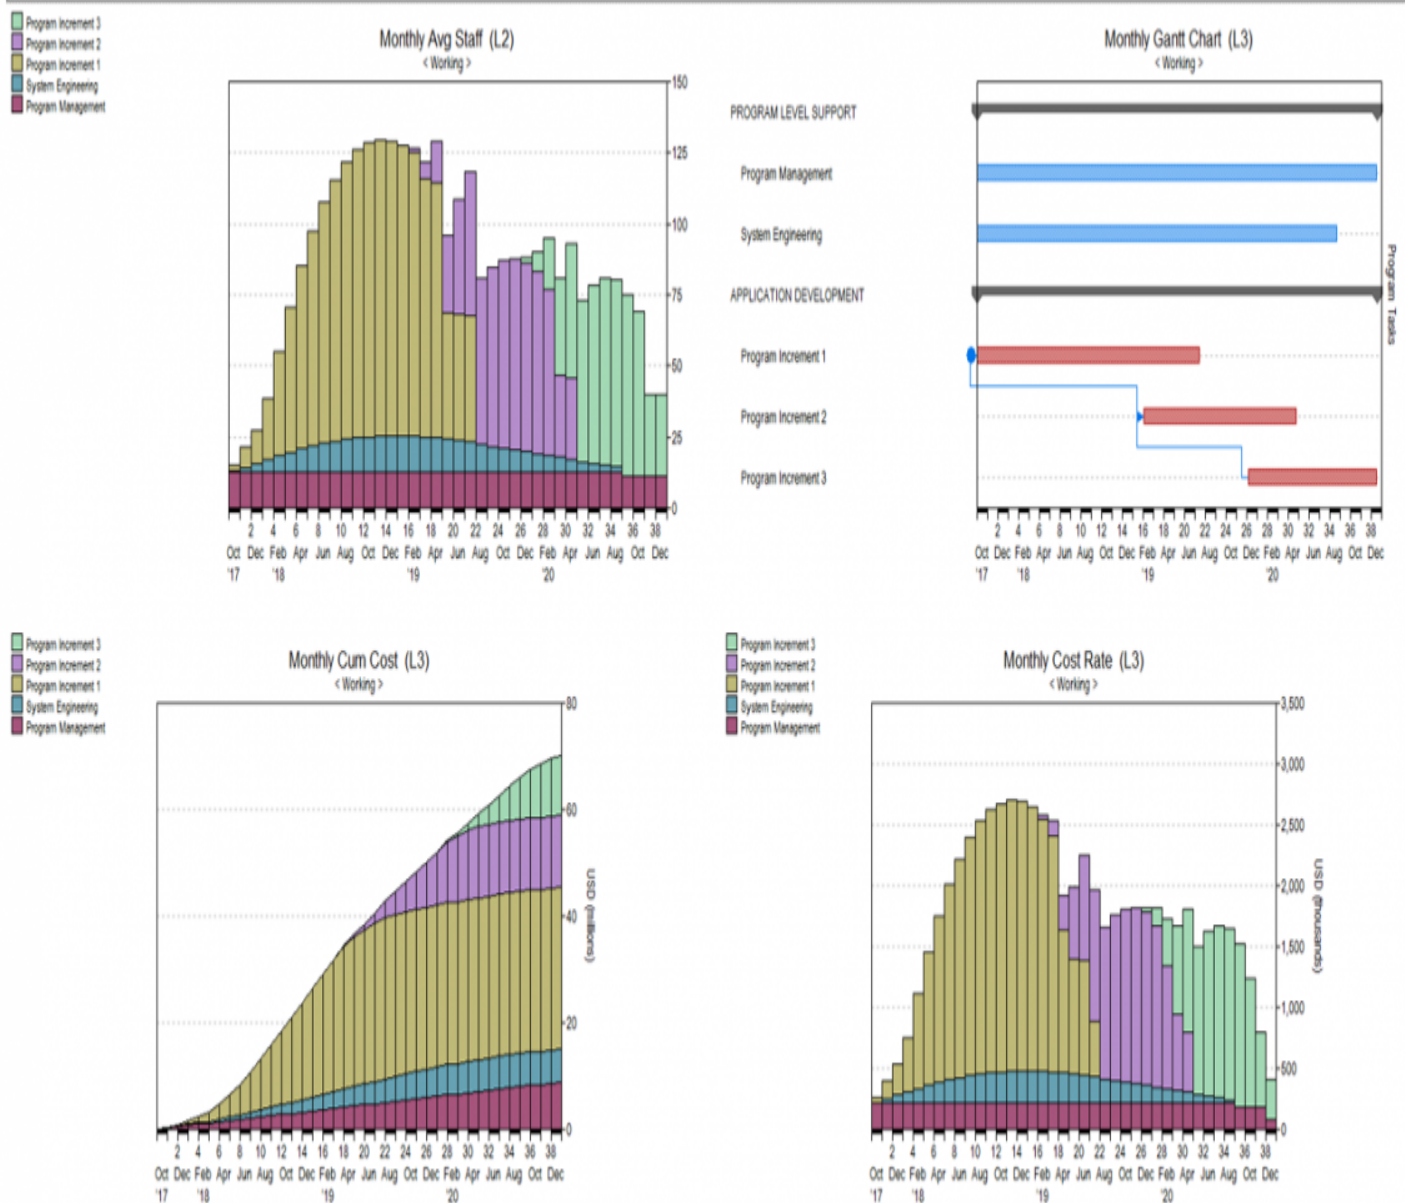 Program Increment 3
Program Increment 2
Program Increment 1
System Engineering
Program Management
Monthly Avg Staff (L2)
< Working >
150
125
100
75
50
25
0
2 4 6 8 10 12 14 16 18 20 22 24 26 28 30 32 34 36 38
Oct Dec Feb Apr Jun Aug Oct Dec Feb Apr Jun Aug Oct Dec Feb Apr Jun Aug Oct Dec
'17 '18 '19 '20
Monthly Gantt Chart (L3)
< Working >
PROGRAM LEVEL SUPPORT
Program Management
System Engineering
APPLICATION DEVELOPMENT
Program Increment 1
Program Increment 2
Program Increment 3
Program Tasks
2 4 6 8 10 12 14 16 18 20 22 24 26 28 30 32 34 36 38
Oct Dec Feb Apr Jun Aug Oct Dec Feb Apr Jun Aug Oct Dec Feb Apr Jun Aug Oct Dec
'17 '18 '19 '20
Program Increment 3
Program Increment 2
Program Increment 1
System Engineering
Program Management
Monthly Cum Cost (L3)
< Working >
80
60
40
20
0
USD (millions)
2 4 6 8 10 12 14 16 18 20 22 24 26 28 30 32 34 36 38
Oct Dec Feb Apr Jun Aug Oct Dec Feb Apr Jun Aug Oct Dec Feb Apr Jun Aug Oct Dec
'17 '18 '19 '20
Program Increment 3
Program Increment 2
Program Increment 1
System Engineering
Program Management
Monthly Cost Rate (L3)
< Working >
3,500
3,000
2,500
2,000
1,500
1,000
500
0
USD (thousands)
2 4 6 8 10 12 14 16 18 20 22 24 26 28 30 32 34 36 38
Oct Dec Feb Apr Jun Aug Oct Dec Feb Apr Jun Aug Oct Dec Feb Apr Jun Aug Oct Dec
'17 '18 '19 '20